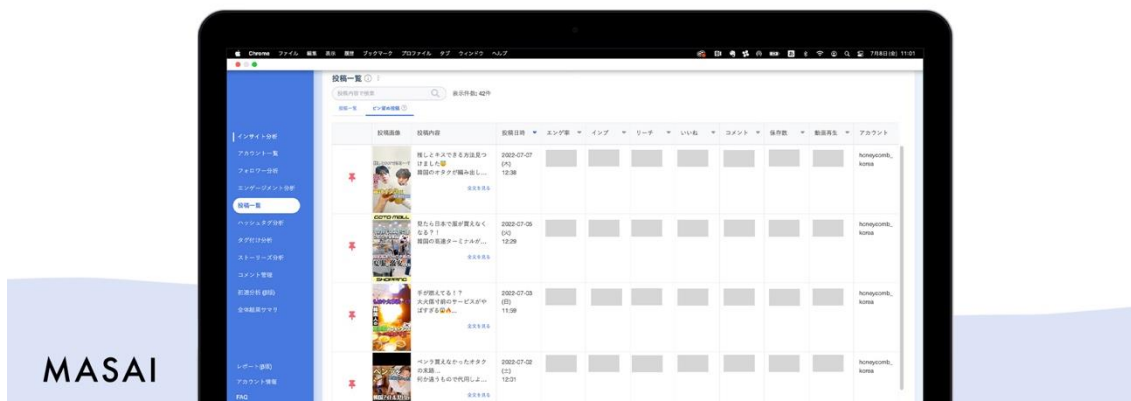 Chrome ファイル 編集 表示 履歴 ブックマーク プロファイル タブ ウィンドウ ヘルプ
7月8日(金) 11:01
投稿一覧
投稿内容で検索
表示件数: 42件
投稿一覧 ピン留め投稿
インサイト分析
アカウント一覧
フォロワー分析
エンゲージメント分析
投稿一覧
ハッシュタグ分析
タグ付け分析
ストーリーズ分析
コメント管理
全体結果サマリ
アカウント情報
FAQ
投稿画像 投稿内容 投稿日時 エンゲ率 インプ リーチ いいね コメント 保存数 動画再生 アカウント
推しとキスできる方法見つ
けました
韓国のオタクが編み出し...
全文を見る
2022-07-07
(木)
12:38
honeycomb_
korea
GOTO MALL
SHOPPING
見たら日本で服が買えなく
なる?!
韓国の高速ターミナルが...
全文を見る
2022-07-05
(火)
12:29
honeycomb_
korea
手が燃えてる!?
大火傷寸前のサービスがや
ばすぎる
全文を見る
2022-07-03
(日)
11:59
honeycomb_
korea
ペンラ買えなかったオタク
の末路...
何か違うもので代用しよ...
全文を見る
2022-07-02
(土)
12:01
honeycomb_
korea
MASAI